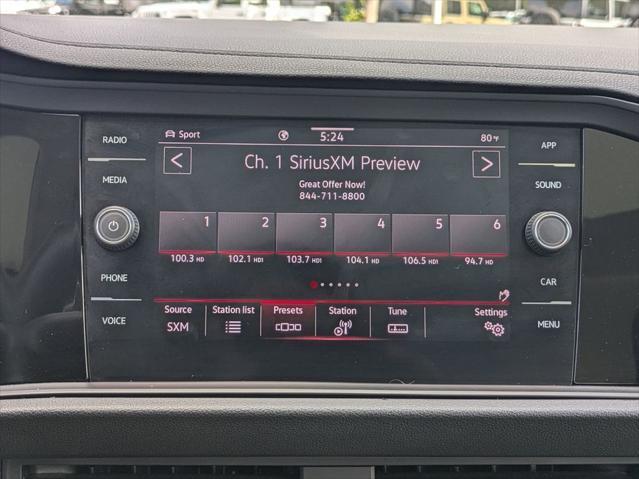 RADIO
MEDIA
PHONE
VOICE
Sport 5:24 80 °F
Ch. 1 SiriusXM Preview
Great Offer Now!
844-711-8800
1 2 3 4 5 6
100.3 HD 102.1 HD1 103.7 HD1 104.1 HD 106.5 HD1 94.7 HD
Source Station list Presets Station Tune Settings
SXM
APP
SOUND
CAR
MENU